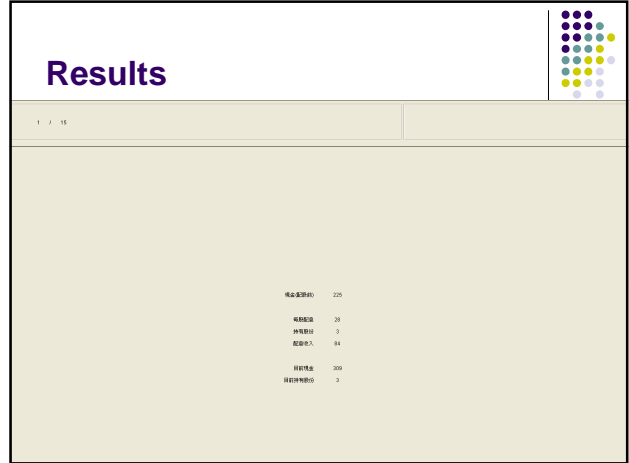 Results
1 / 15
現金(配股前) 225
每股配息 28
持有股份 3
配息收入 84
目前現金 309
目前持有股份 3